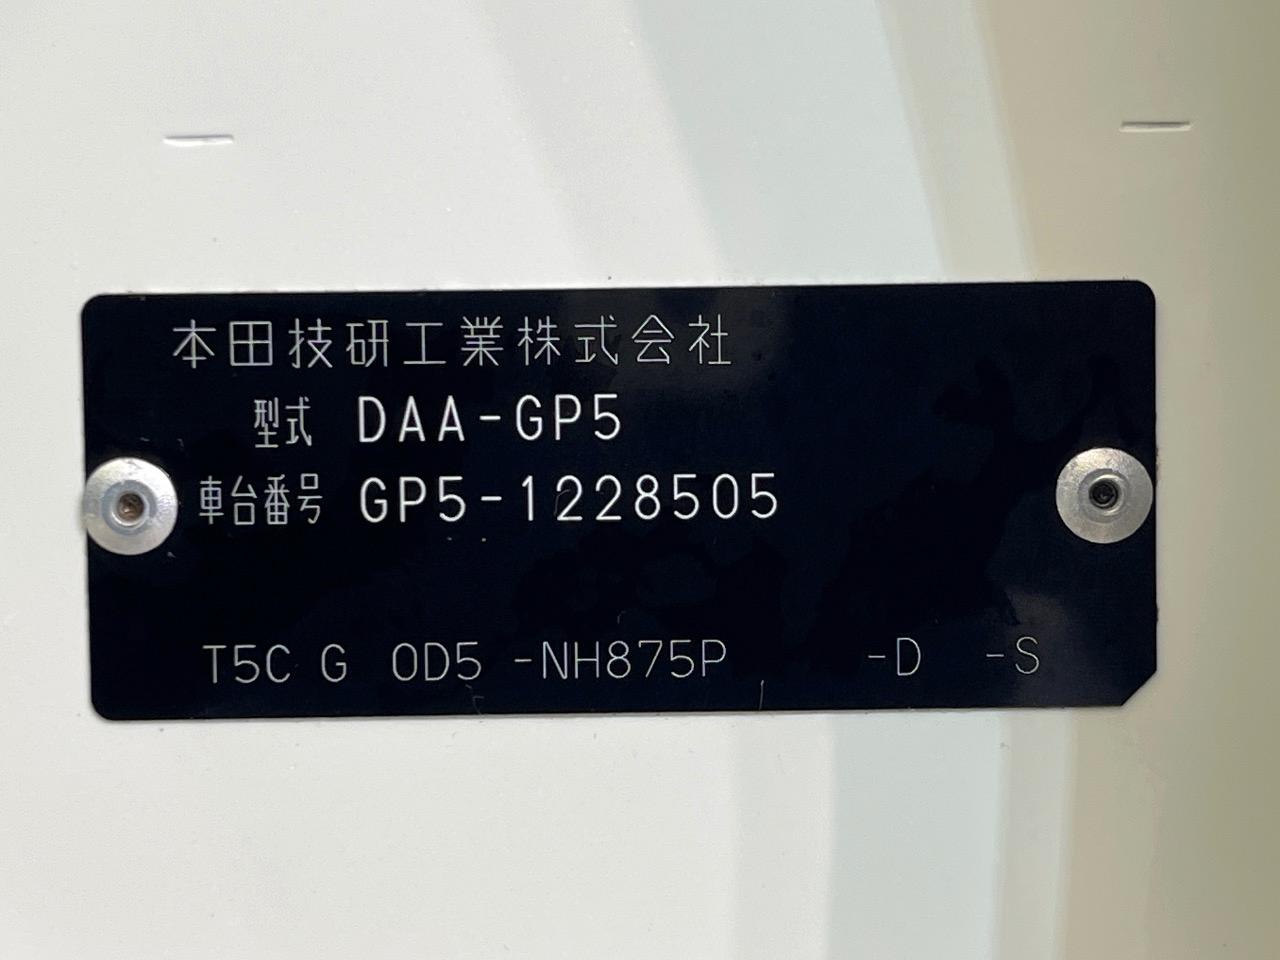 本田技研工業株式会社
型式 DAA-GP5
車台番号 GP5-1228505
T5C G 0D5 -NH875P -D -S